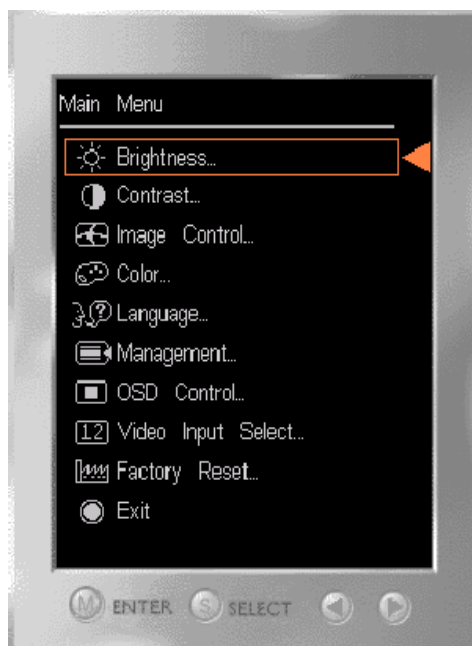 Main Menu
Brightness...
Contrast...
Image Control...
Color...
Language...
Management...
OSD Control...
12 Video Input Select...
Factory Reset...
Exit
M ENTER S SELECT